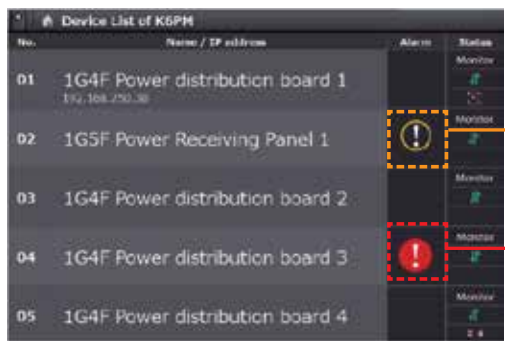 Device List of K6PM
No. Name / IP address Alarm Status
01 1G4F Power distribution board 1 Monitor
192.168.250.30
02 1G5F Power Receiving Panel 1 ! Monitor
03 1G4F Power distribution board 2 Monitor
04 1G4F Power distribution board 3 ! Monitor
05 1G4F Power distribution board 4 Monitor